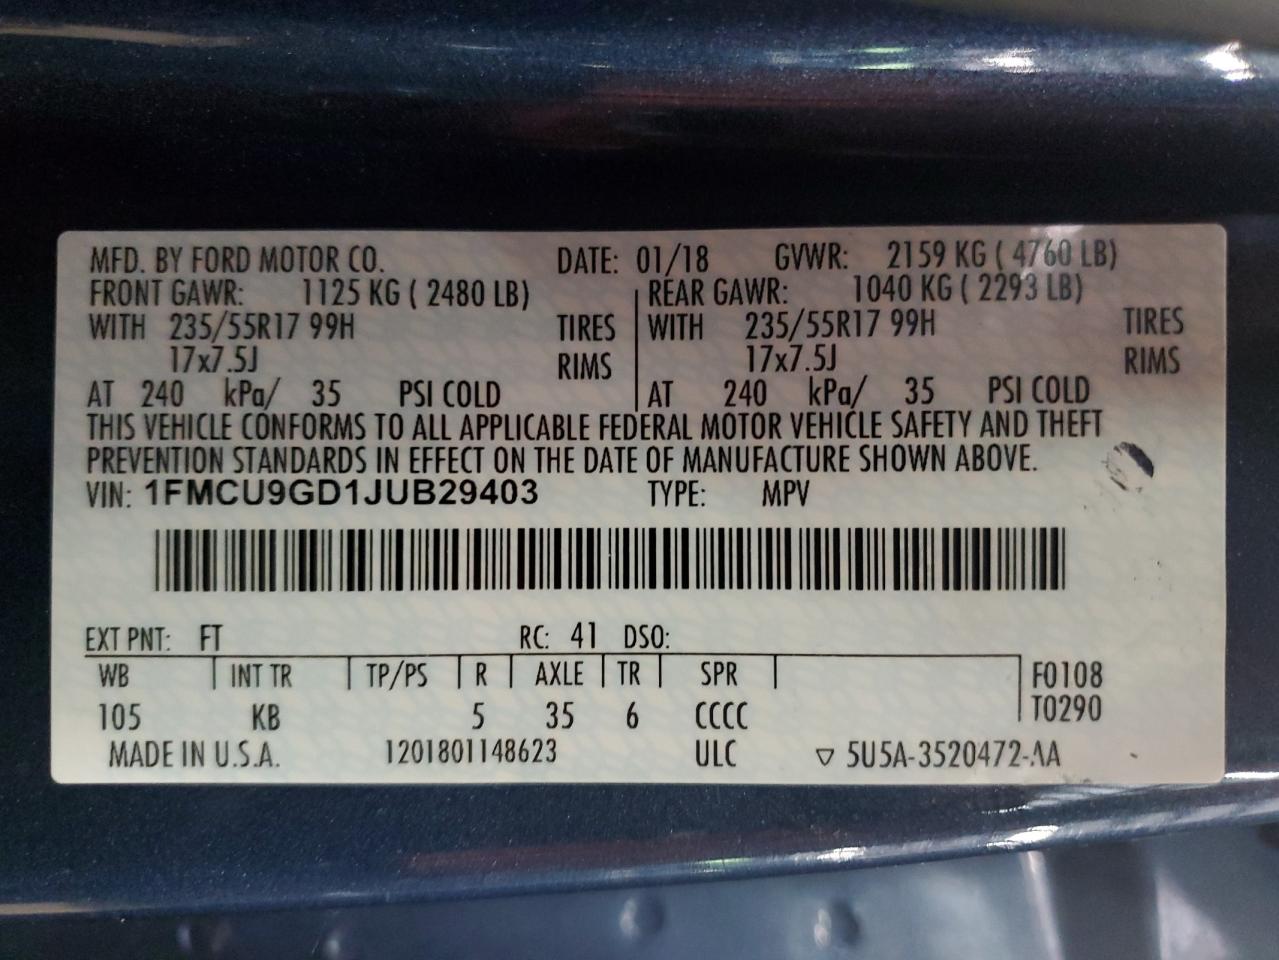 MFD. BY FORD MOTOR CO. DATE: 01/18 GVWR: 2159 KG ( 4760 LB)
FRONT GAWR: 1125 KG ( 2480 LB) REAR GAWR: 1040 KG ( 2293 LB)
WITH 235/55R17 99H TIRES WITH 235/55R17 99H TIRES
17x7.5J RIMS 17x7.5J RIMS
AT 240 kPa/ 35 PSI COLD AT 240 kPa/ 35 PSI COLD
THIS VEHICLE CONFORMS TO ALL APPLICABLE FEDERAL MOTOR VEHICLE SAFETY AND THEFT
PREVENTION STANDARDS IN EFFECT ON THE DATE OF MANUFACTURE SHOWN ABOVE.
VIN: 1FMCU9GD1JUB29403 TYPE: MPV
EXT PNT: FT RC: 41 DSO:
WB INT TR TP/PS R AXLE TR SPR F0108
105 KB 5 35 6 CCCC T0290
MADE IN U.S.A. 1201801148623 ULC ▽ 5U5A-3520472-AA